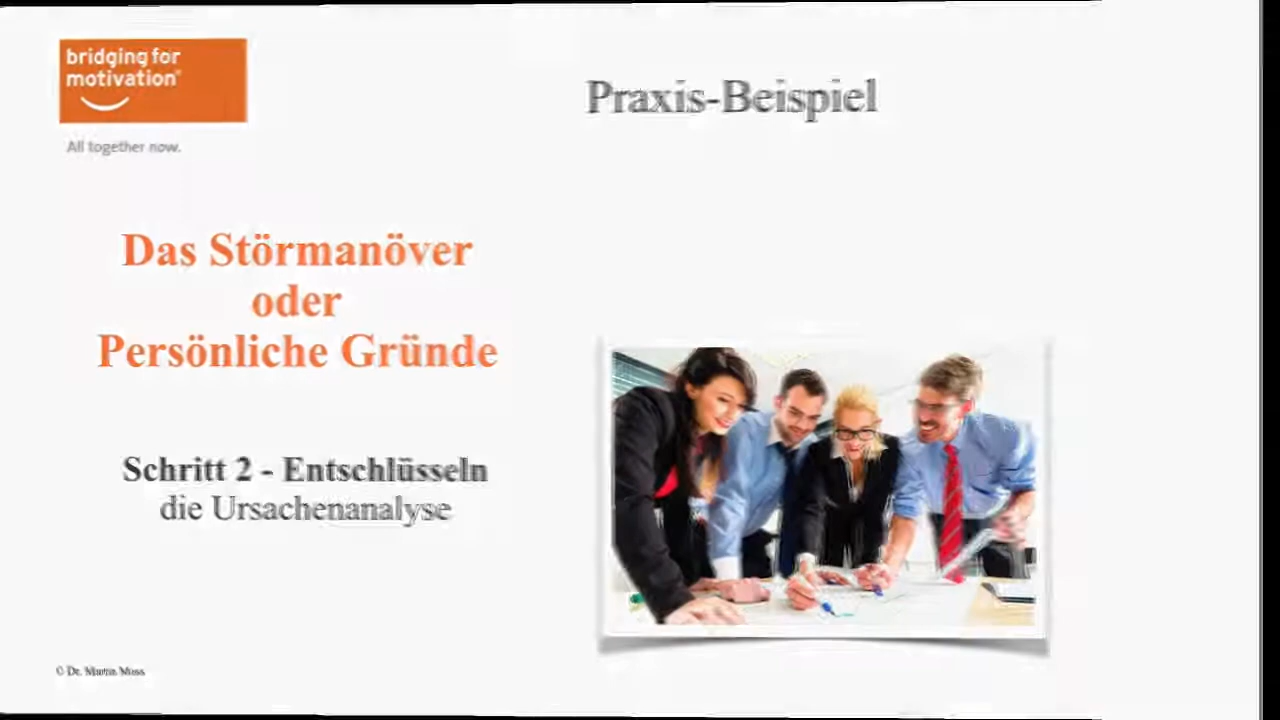 bridging for
motivation®
All together now.
Praxis-Beispiel
Das Störmanöver
oder
Persönliche Gründe
Schritt 2 - Entschlüsseln
die Ursachenanalyse
© Dr. Martin Moss